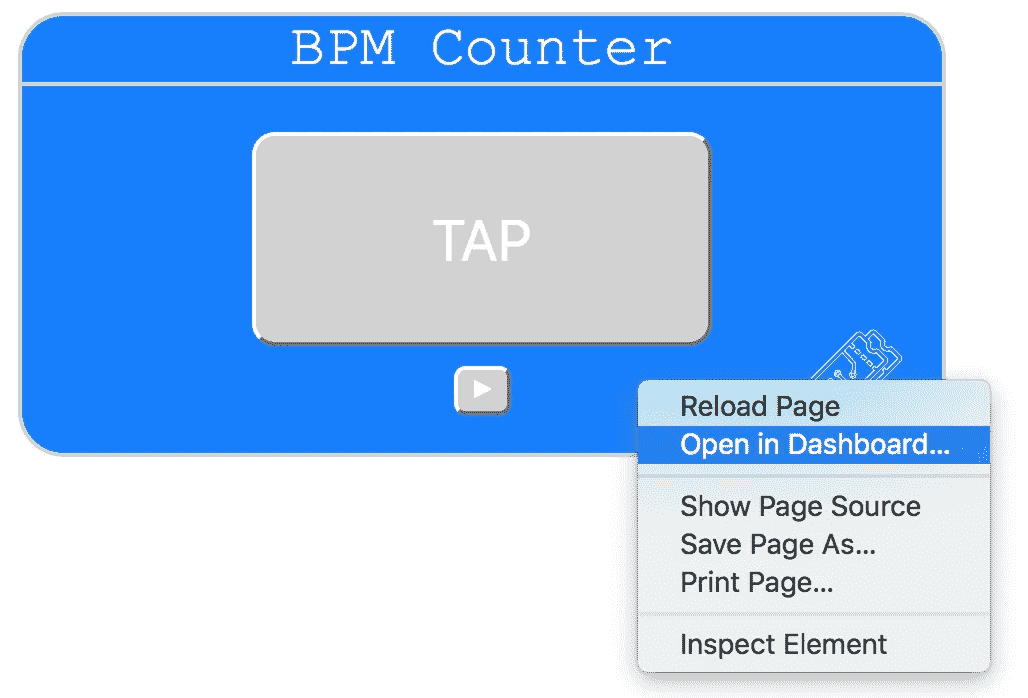 BPM Counter
TAP
Reload Page
Open in Dashboard...
Show Page Source
Save Page As...
Print Page...
Inspect Element